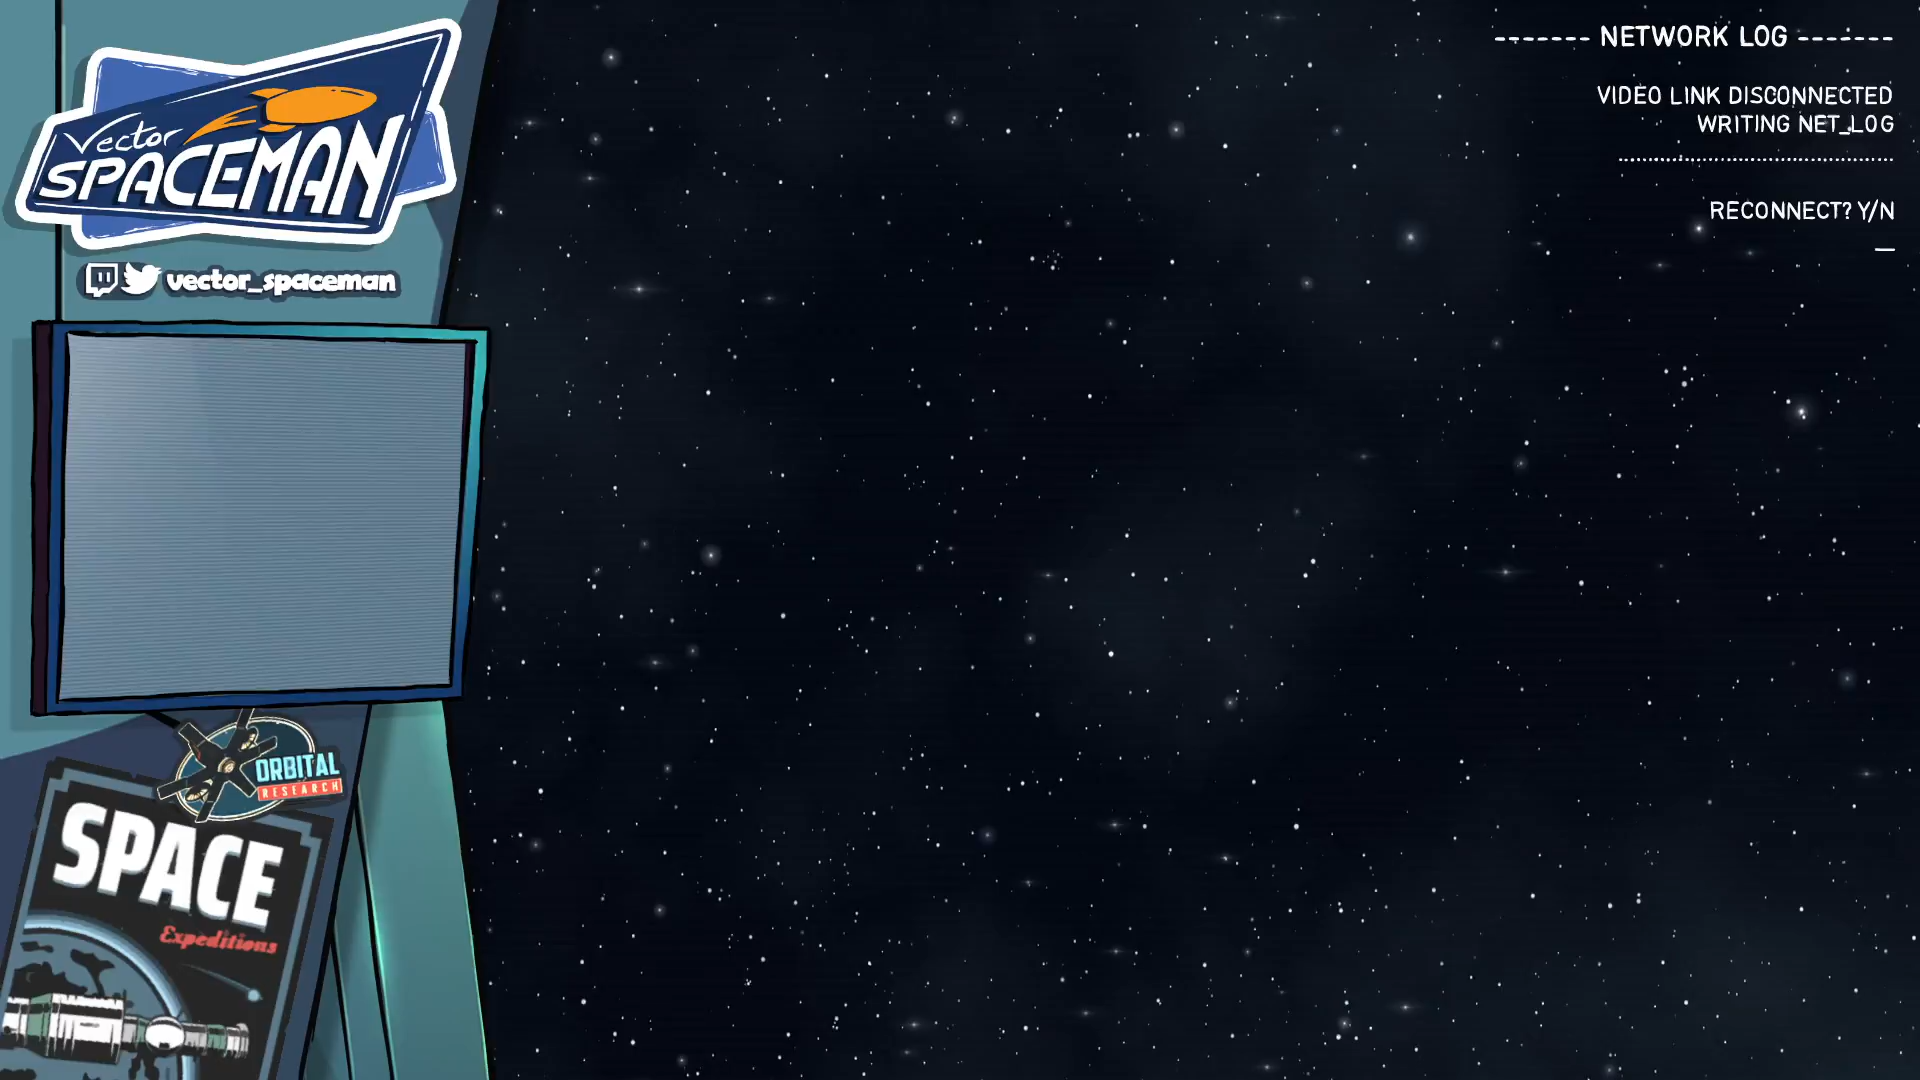 Vector
SPACEMAN
vector_spaceman
ORBITAL
RESEARCH
SPACE
Expeditions
------- NETWORK LOG -------
VIDEO LINK DISCONNECTED
WRITING NET_LOG
RECONNECT? Y/N
_